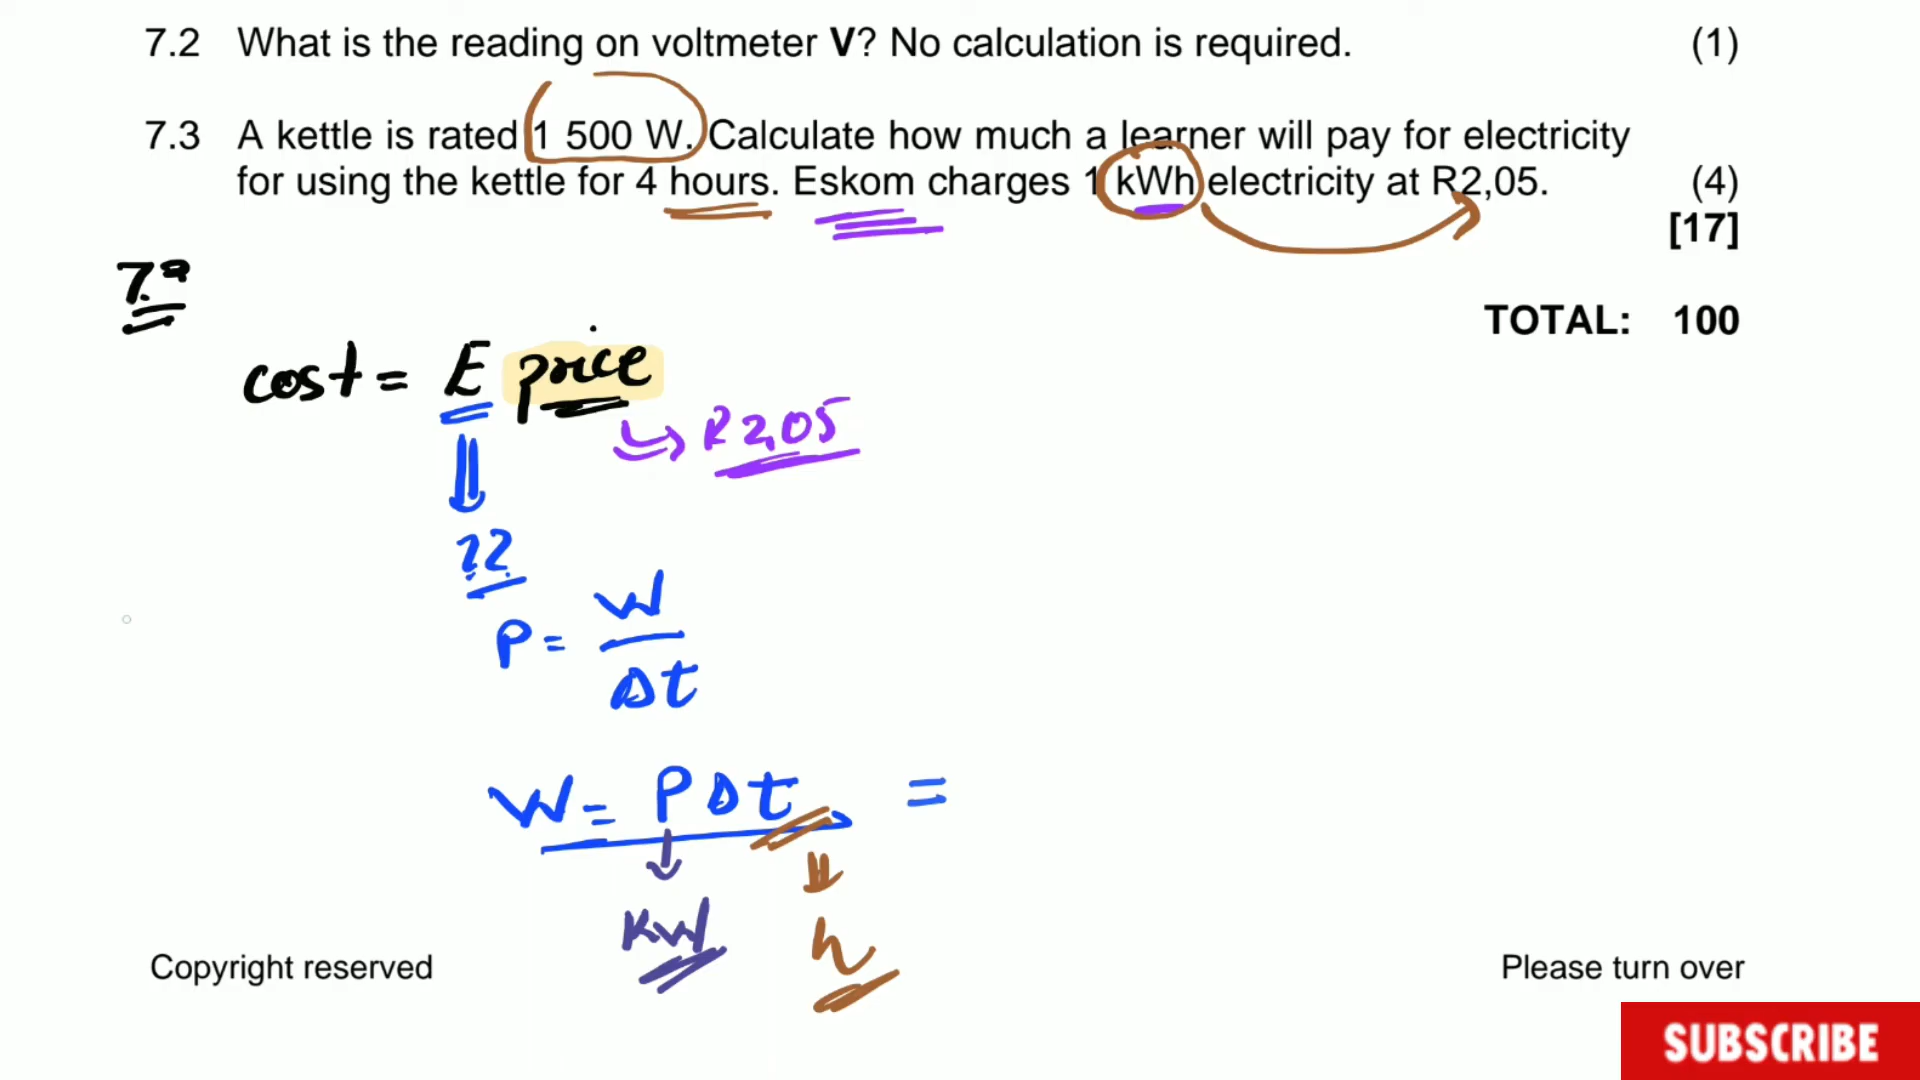 7.2 What is the reading on voltmeter V? No calculation is required. (1)
7.3 A kettle is rated 1 500 W. Calculate how much a learner will pay for electricity
for using the kettle for 4 hours. Eskom charges 1 kWh electricity at R2,05. (4)
[17]
TOTAL: 100
cost = E price
R2,05
??
P = W
Δt
W = PΔt =
kW
h
Copyright reserved
Please turn over
SUBSCRIBE